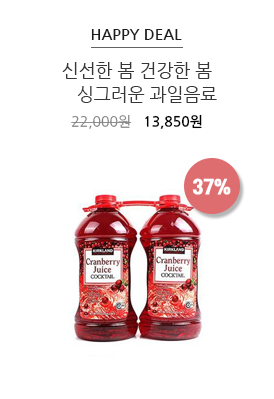 HAPPY DEAL
신선한 봄 건강한 봄
싱그러운 과일음료
22,000원 13,850원
37%
KIRKLAND KIRKLAND
Cranberry Cranberry
Juice Juice
COCKTAIL COCKTAIL